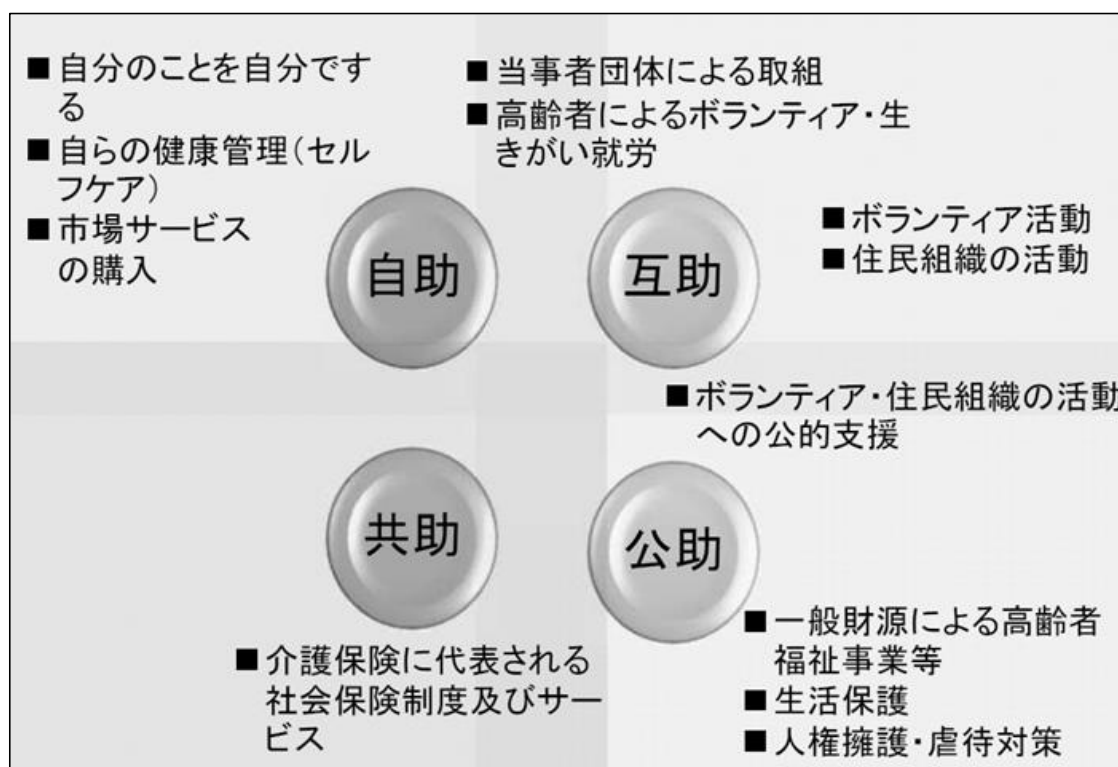 ■自分のことを自分です
る
■自らの健康管理(セル
フケア)
■市場サービス
の購入
■当事者団体による取組
■高齢者によるボランティア・生
きがい就労
■ボランティア活動
■住民組織の活動
自助
互助
■ボランティア・住民組織の活動
への公的支援
共助
公助
■介護保険に代表される
社会保険制度及びサー
ビス
■一般財源による高齢者
福祉事業等
■生活保護
■人権擁護・虐待対策